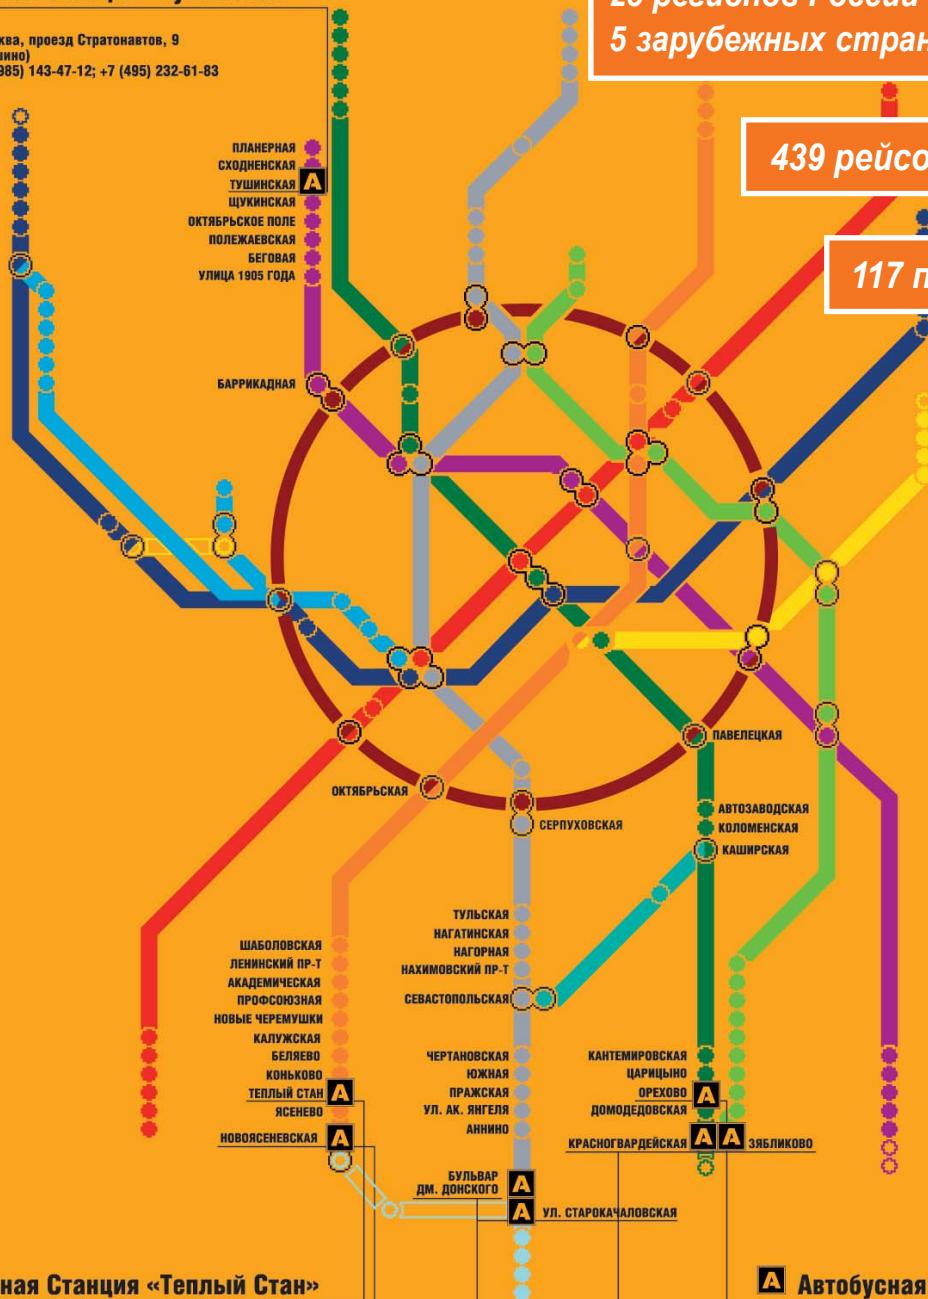 ква, проезд Стратонавтов, 9
985) 143-47-12; +7 (495) 232-61-83
5 зарубежных стран
439 рейсо
117 п
ПЛАНЕРНАЯ
СХОДНЕНСКАЯ
ТУШИНСКАЯ A
ЩУКИНСКАЯ
ОКТЯБРЬСКОЕ ПОЛЕ
ПОЛЕЖАЕВСКАЯ
БЕГОВАЯ
УЛИЦА 1905 ГОДА
БАРРИКАДНАЯ
ПАВЕЛЕЦКАЯ
ОКТЯБРЬСКАЯ
СЕРПУХОВСКАЯ
АВТОЗАВОДСКАЯ
КОЛОМЕНСКАЯ
КАШИРСКАЯ
ШАБОЛОВСКАЯ
ЛЕНИНСКИЙ ПР-Т
АКАДЕМИЧЕСКАЯ
ПРОФСОЮЗНАЯ
НОВЫЕ ЧЕРЕМУШКИ
КАЛУЖСКАЯ
БЕЛЯЕВО
КОНЬКОВО
ТЕПЛЫЙ СТАН A
ЯСЕНЕВО
НОВОЯСЕНЕВСКАЯ A
ТУЛЬСКАЯ
НАГАТИНСКАЯ
НАГОРНАЯ
НАХИМОВСКИЙ ПР-Т
СЕВАСТОПОЛЬСКАЯ
ЧЕРТАНОВСКАЯ
ЮЖНАЯ
ПРАЖСКАЯ
УЛ. АК. ЯНГЕЛЯ
АННИНО
БУЛЬВАР
ДМ. ДОНСКОГО A
A УЛ. СТАРОКАЧАЛОВСКАЯ
КАНТЕМИРОВСКАЯ
ЦАРИЦЫНО
ОРЕХОВО A
ДОМОДЕДОВСКАЯ
КРАСНОГВАРДЕЙСКАЯ A A ЗЯБЛИКОВО
ная Станция «Теплый Стан»
A Автобусная